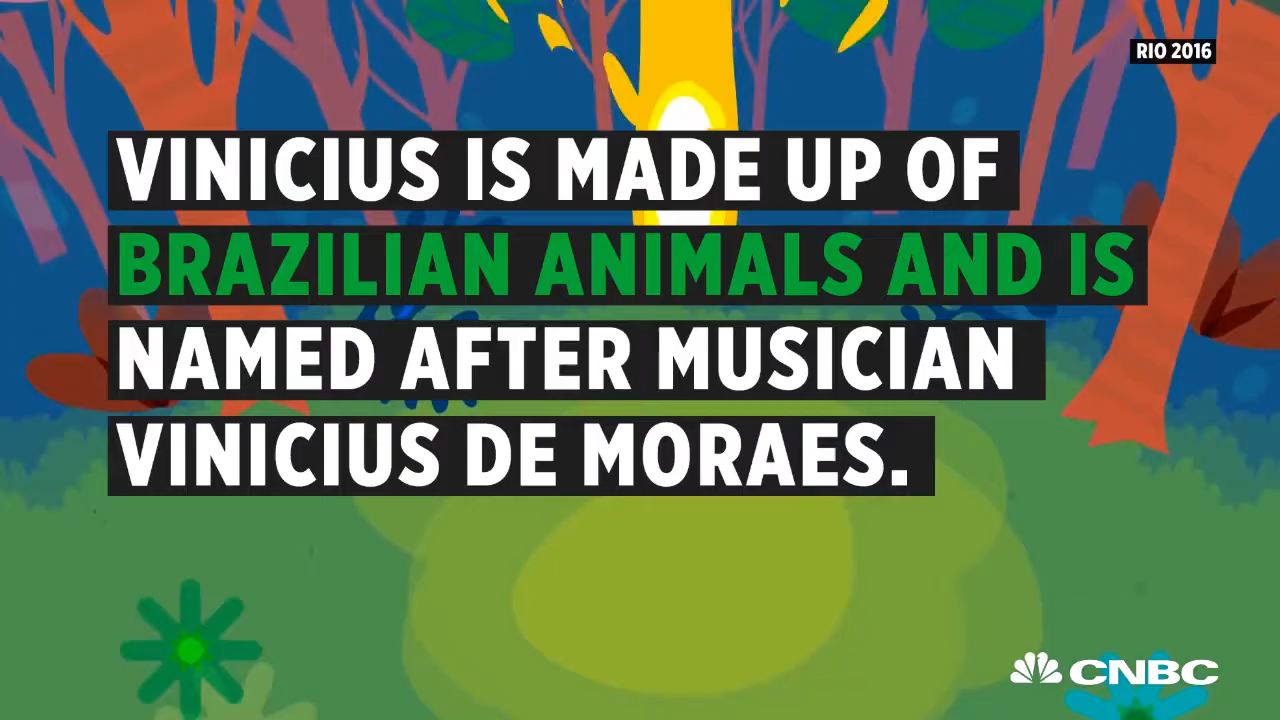 RIO 2016
VINICIUS IS MADE UP OF
BRAZILIAN ANIMALS AND IS
NAMED AFTER MUSICIAN
VINICIUS DE MORAES.
CNBC